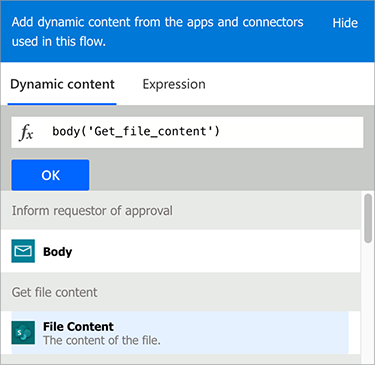 Add dynamic content from the apps and connectors Hide
used in this flow.
Dynamic content Expression
fx body('Get_file_content')
OK
Inform requestor of approval
Body
Get file content
File Content
The content of the file.